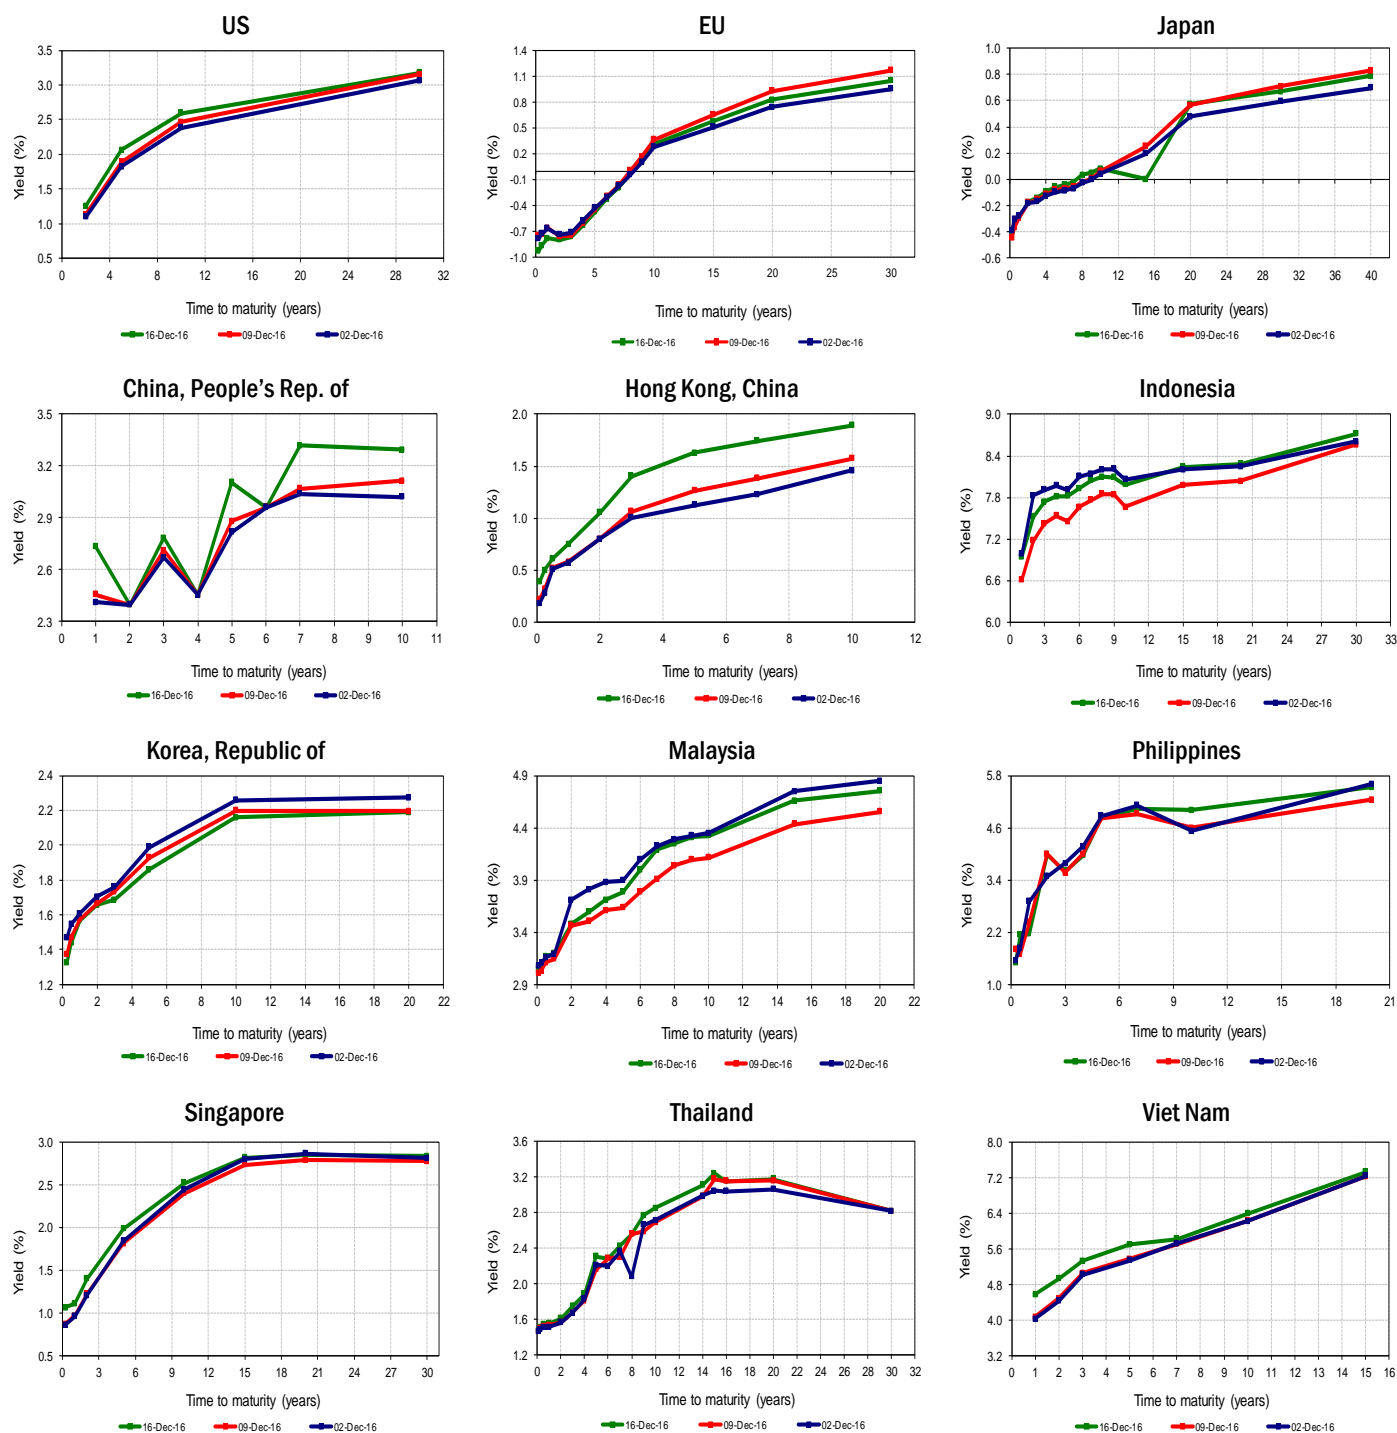 US
EU
Japan
Yield (%)
3.5
3.0
2.5
2.0
1.5
1.0
0.5
0 4 8 12 16 20 24 28 32
Time to maturity (years)
16-Dec-16 09-Dec-16 02-Dec-16
Yield (%)
1.4
1.1
0.8
0.5
0.2
-0.1
-0.4
-0.7
-1.0
0 5 10 15 20 25 30
Time to maturity (years)
16-Dec-16 09-Dec-16 02-Dec-16
Yield (%)
1.0
0.8
0.6
0.4
0.2
0.0
-0.2
-0.4
-0.6
0 4 8 12 16 20 24 28 32 36 40
Time to maturity (years)
16-Dec-16 09-Dec-16 02-Dec-16
China, People's Rep. of
Hong Kong, China
Indonesia
Yield (%)
3.5
3.2
2.9
2.6
2.3
0 1 2 3 4 5 6 7 8 9 10 11
Time to maturity (years)
16-Dec-16 09-Dec-16 02-Dec-16
Yield (%)
2.0
1.5
1.0
0.5
0.0
0 2 4 6 8 10 12
Time to maturity (years)
16-Dec-16 09-Dec-16 02-Dec-16
Yield (%)
9.0
8.4
7.8
7.2
6.6
6.0
0 3 6 9 12 15 18 21 24 27 30 33
Time to maturity (years)
16-Dec-16 09-Dec-16 02-Dec-16
Korea, Republic of
Malaysia
Philippines
Yield (%)
2.4
2.2
2.0
1.8
1.6
1.4
1.2
0 2 4 6 8 10 12 14 16 18 20 22
Time to maturity (years)
16-Dec-16 09-Dec-16 02-Dec-16
Yield (%)
4.9
4.4
3.9
3.4
2.9
0 2 4 6 8 10 12 14 16 18 20 22
Time to maturity (years)
16-Dec-16 09-Dec-16 02-Dec-16
Yield (%)
5.8
4.6
3.4
2.2
1.0
0 3 6 9 12 15 18 21
Time to maturity (years)
16-Dec-16 09-Dec-16 02-Dec-16
Singapore
Thailand
Viet Nam
Yield (%)
3.0
2.5
2.0
1.5
1.0
0.5
0 3 6 9 12 15 18 21 24 27 30
Time to maturity (years)
16-Dec-16 09-Dec-16 02-Dec-16
Yield (%)
3.6
3.2
2.8
2.4
2.0
1.6
1.2
0 2 4 6 8 10 12 14 16 18 20 22 24 26 28 30 32
Time to maturity (years)
16-Dec-16 09-Dec-16 02-Dec-16
Yield (%)
8.0
7.2
6.4
5.6
4.8
4.0
3.2
0 1 2 3 4 5 6 7 8 9 10 11 12 13 14 15 16
Time to maturity (years)
16-Dec-16 09-Dec-16 02-Dec-16